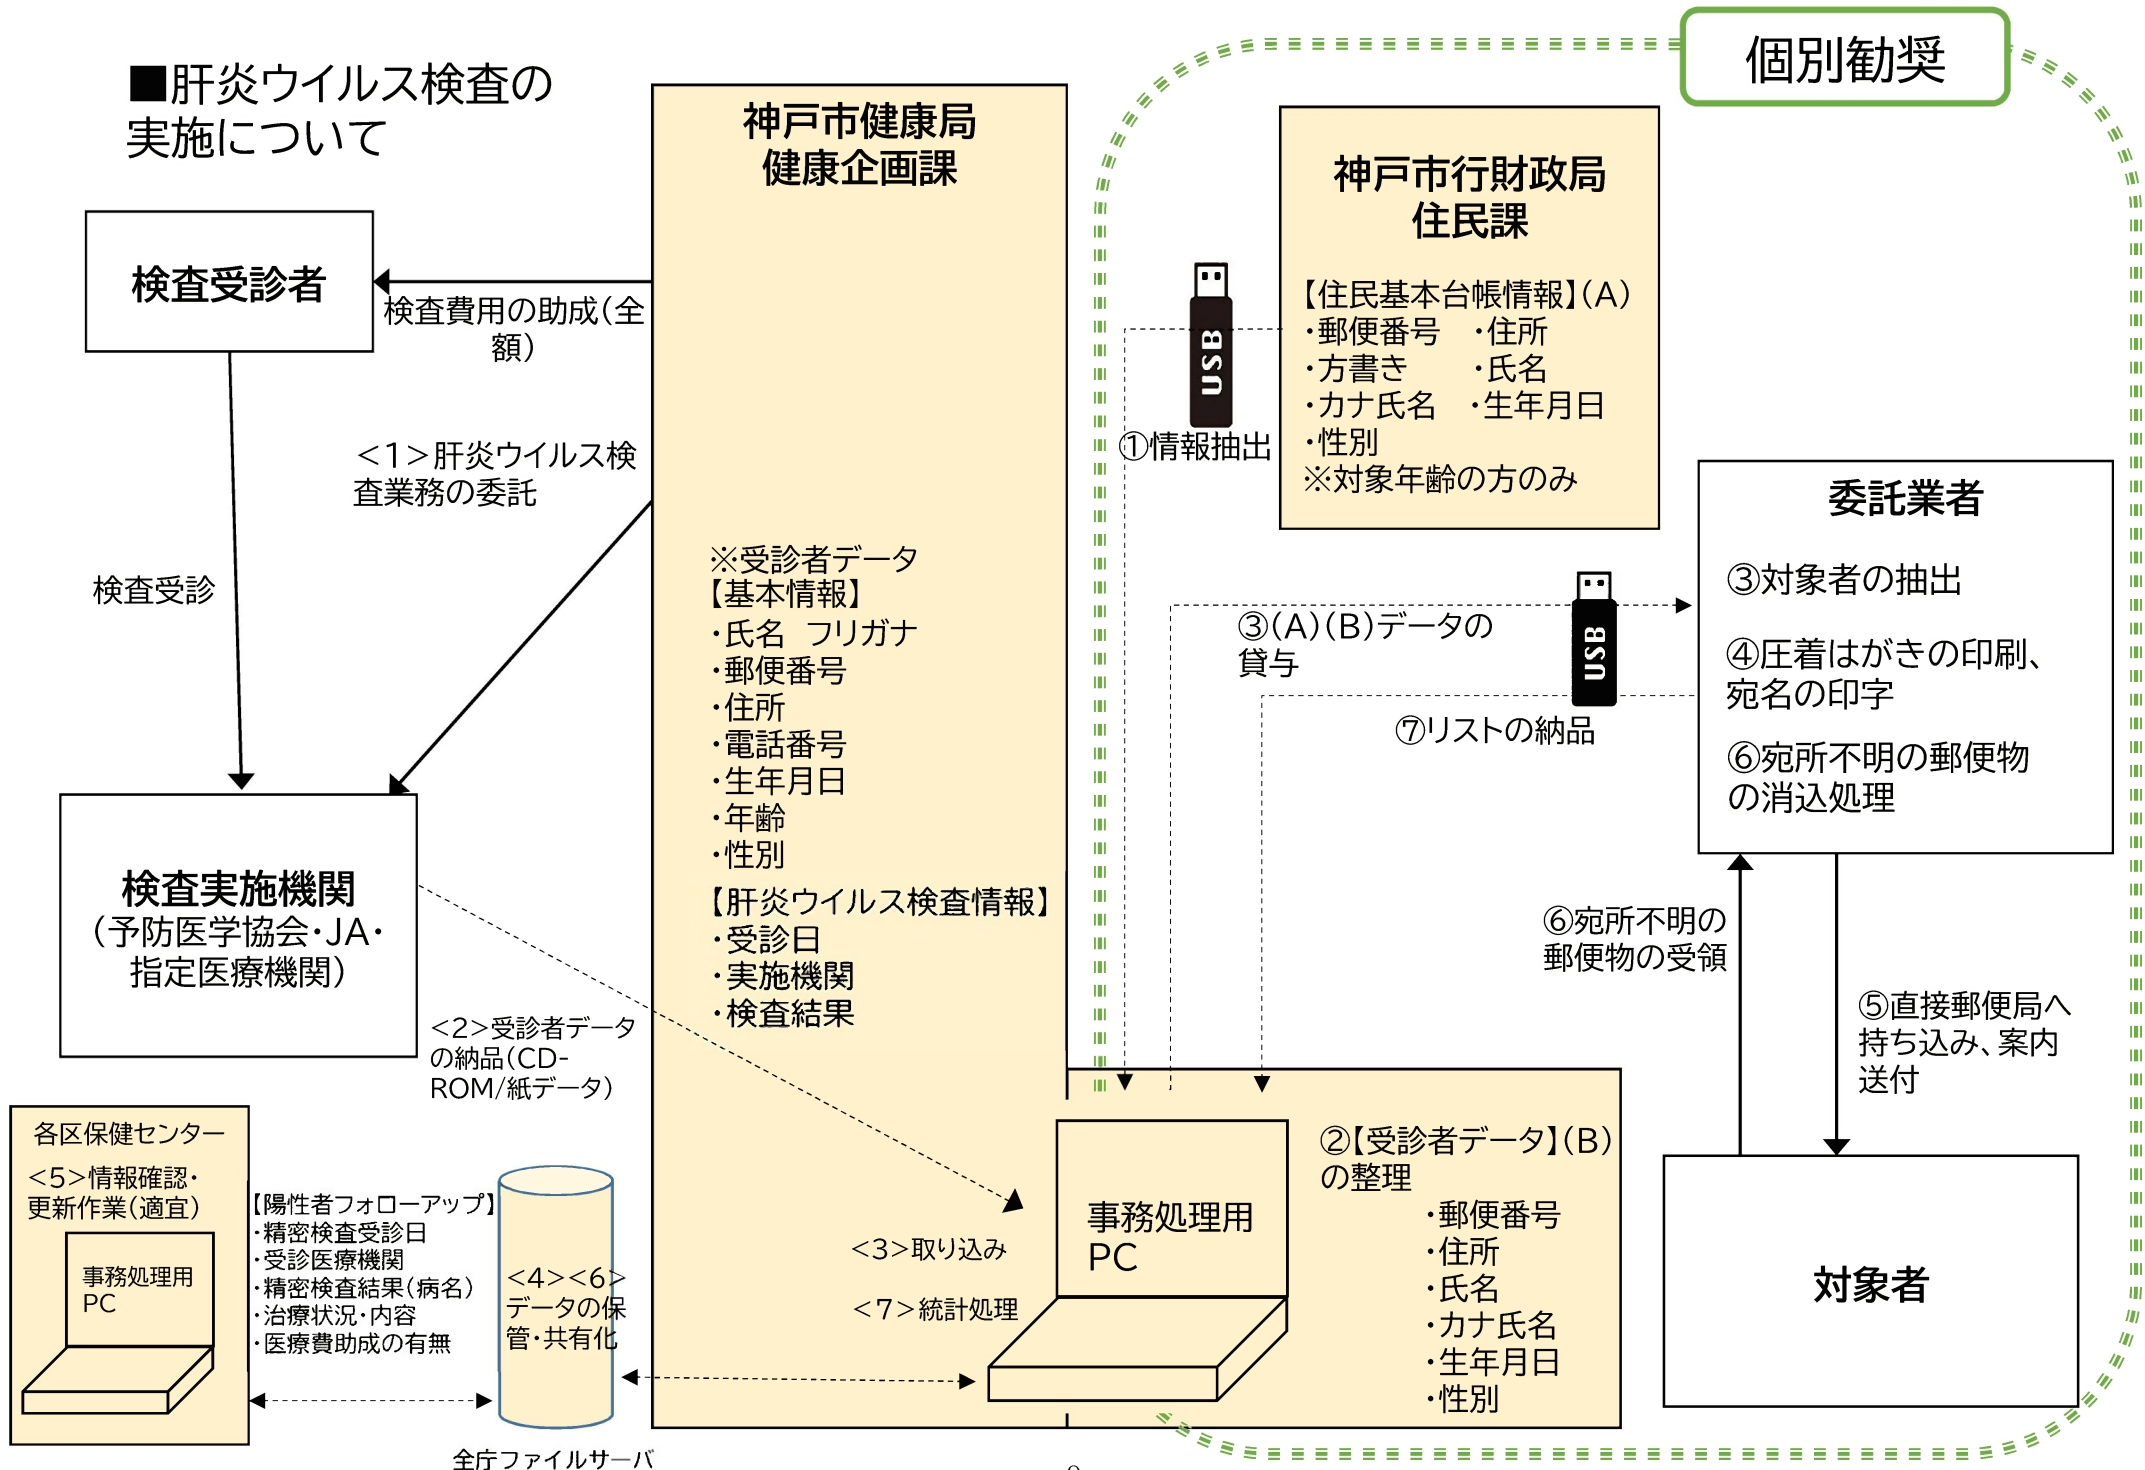 ■肝炎ウイルス検査の
実施について
検査受診者
検査費用の助成(全
額)
<1>肝炎ウイルス検
査業務の委託
検査受診
検査実施機関
(予防医学協会・JA・
指定医療機関)
<2>受診者データ
の納品(CD-
ROM/紙データ)
各区保健センター
<5>情報確認・
更新作業(適宜)
事務処理用
PC
【陽性者フォローアップ】
・精密検査受診日
・受診医療機関
・精密検査結果(病名)
・治療状況・内容
・医療費助成の有無
<4><6>
データの保
管・共有化
全庁ファイルサーバ
神戸市健康局
健康企画課
※受診者データ
【基本情報】
・氏名 フリガナ
・郵便番号
・住所
・電話番号
・生年月日
・年齢
・性別
【肝炎ウイルス検査情報】
・受診日
・実施機関
・検査結果
<3>取り込み
<7>統計処理
事務処理用
PC
②【受診者データ】(B)
の整理
・郵便番号
・住所
・氏名
・カナ氏名
・生年月日
・性別
個別勧奨
神戸市行財政局
住民課
【住民基本台帳情報】(A)
・郵便番号 ・住所
・方書き ・氏名
・カナ氏名 ・生年月日
・性別
※対象年齢の方のみ
USB
①情報抽出
③(A)(B)データの
貸与
USB
⑦リストの納品
委託業者
③対象者の抽出
④圧着はがきの印刷、
宛名の印字
⑥宛所不明の郵便物
の消込処理
⑥宛所不明の
郵便物の受領
⑤直接郵便局へ
持ち込み、案内
送付
対象者